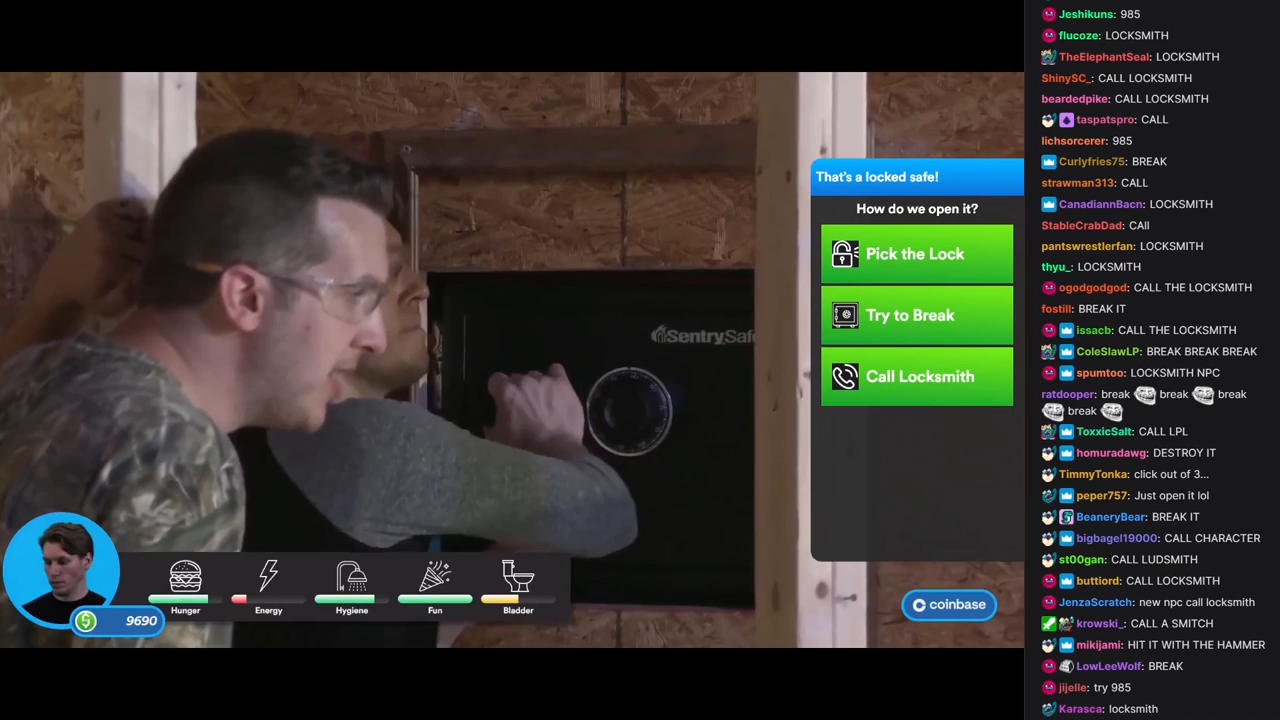 That's a locked safe!
How do we open it?
Pick the Lock
Try to Break
Call Locksmith
SentrySafe
Hunger
Energy
Hygiene
Fun
Bladder
9690
coinbase
Jeshikuns: 985
flucoze: LOCKSMITH
TheElephantSeal: LOCKSMITH
ShinySC_: CALL LOCKSMITH
beardedpike: CALL LOCKSMITH
taspatspro: CALL
lichsorcerer: 985
Curlyfries75: BREAK
strawman313: CALL
CanadiannBacn: LOCKSMITH
StableCrabDad: CAll
pantswrestlerfan: LOCKSMITH
thyu_: LOCKSMITH
ogodgodgod: CALL THE LOCKSMITH
fostill: BREAK IT
issacb: CALL THE LOCKSMITH
ColeSlawLP: BREAK BREAK BREAK
spumtoo: LOCKSMITH NPC
ratdooper: break break break
break
ToxxicSalt: CALL LPL
homuradawg: DESTROY IT
TimmyTonka: click out of 3...
peper757: Just open it lol
BeaneryBear: BREAK IT
bigbagel19000: CALL CHARACTER
st00gan: CALL LUDSMITH
buttiord: CALL LOCKSMITH
JenzaScratch: new npc call locksmith
krowski_: CALL A SMITCH
mikijami: HIT IT WITH THE HAMMER
LowLeeWolf: BREAK
jijelle: try 985
Karasca: locksmith